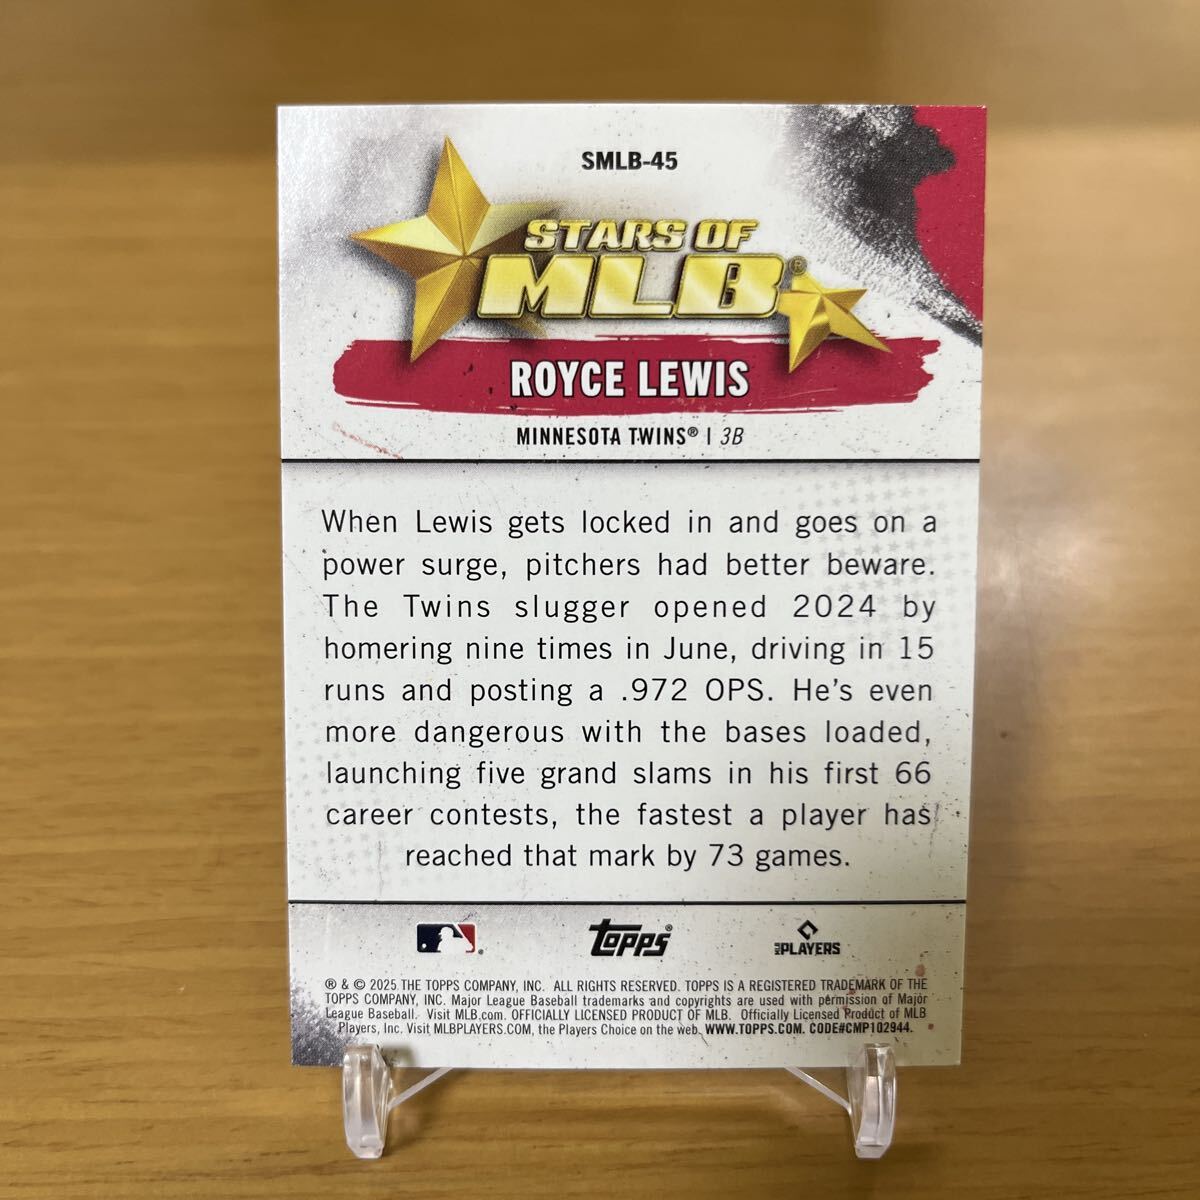 SMLB-45
STARS OF
MLB®
ROYCE LEWIS
MINNESOTA TWINS® | 3B
When Lewis gets locked in and goes on a
power surge, pitchers had better beware.
The Twins slugger opened 2024 by
homering nine times in June, driving in 15
runs and posting a .972 OPS. He's even
more dangerous with the bases loaded,
launching five grand slams in his first 66
career contests, the fastest a player has
reached that mark by 73 games.
topps®
PLAYERS
® & © 2025 THE TOPPS COMPANY, INC. ALL RIGHTS RESERVED. TOPPS IS A REGISTERED TRADEMARK OF THE
TOPPS COMPANY, INC. Major League Baseball trademarks and copyrights are used with permission of Major
League Baseball. Visit MLB.com. OFFICIALLY LICENSED PRODUCT OF MLB. Officially Licensed Product of MLB
Players, Inc. Visit MLBPLAYERS.COM, the Players Choice on the web. WWW.TOPPS.COM. CODE#CMP102944.